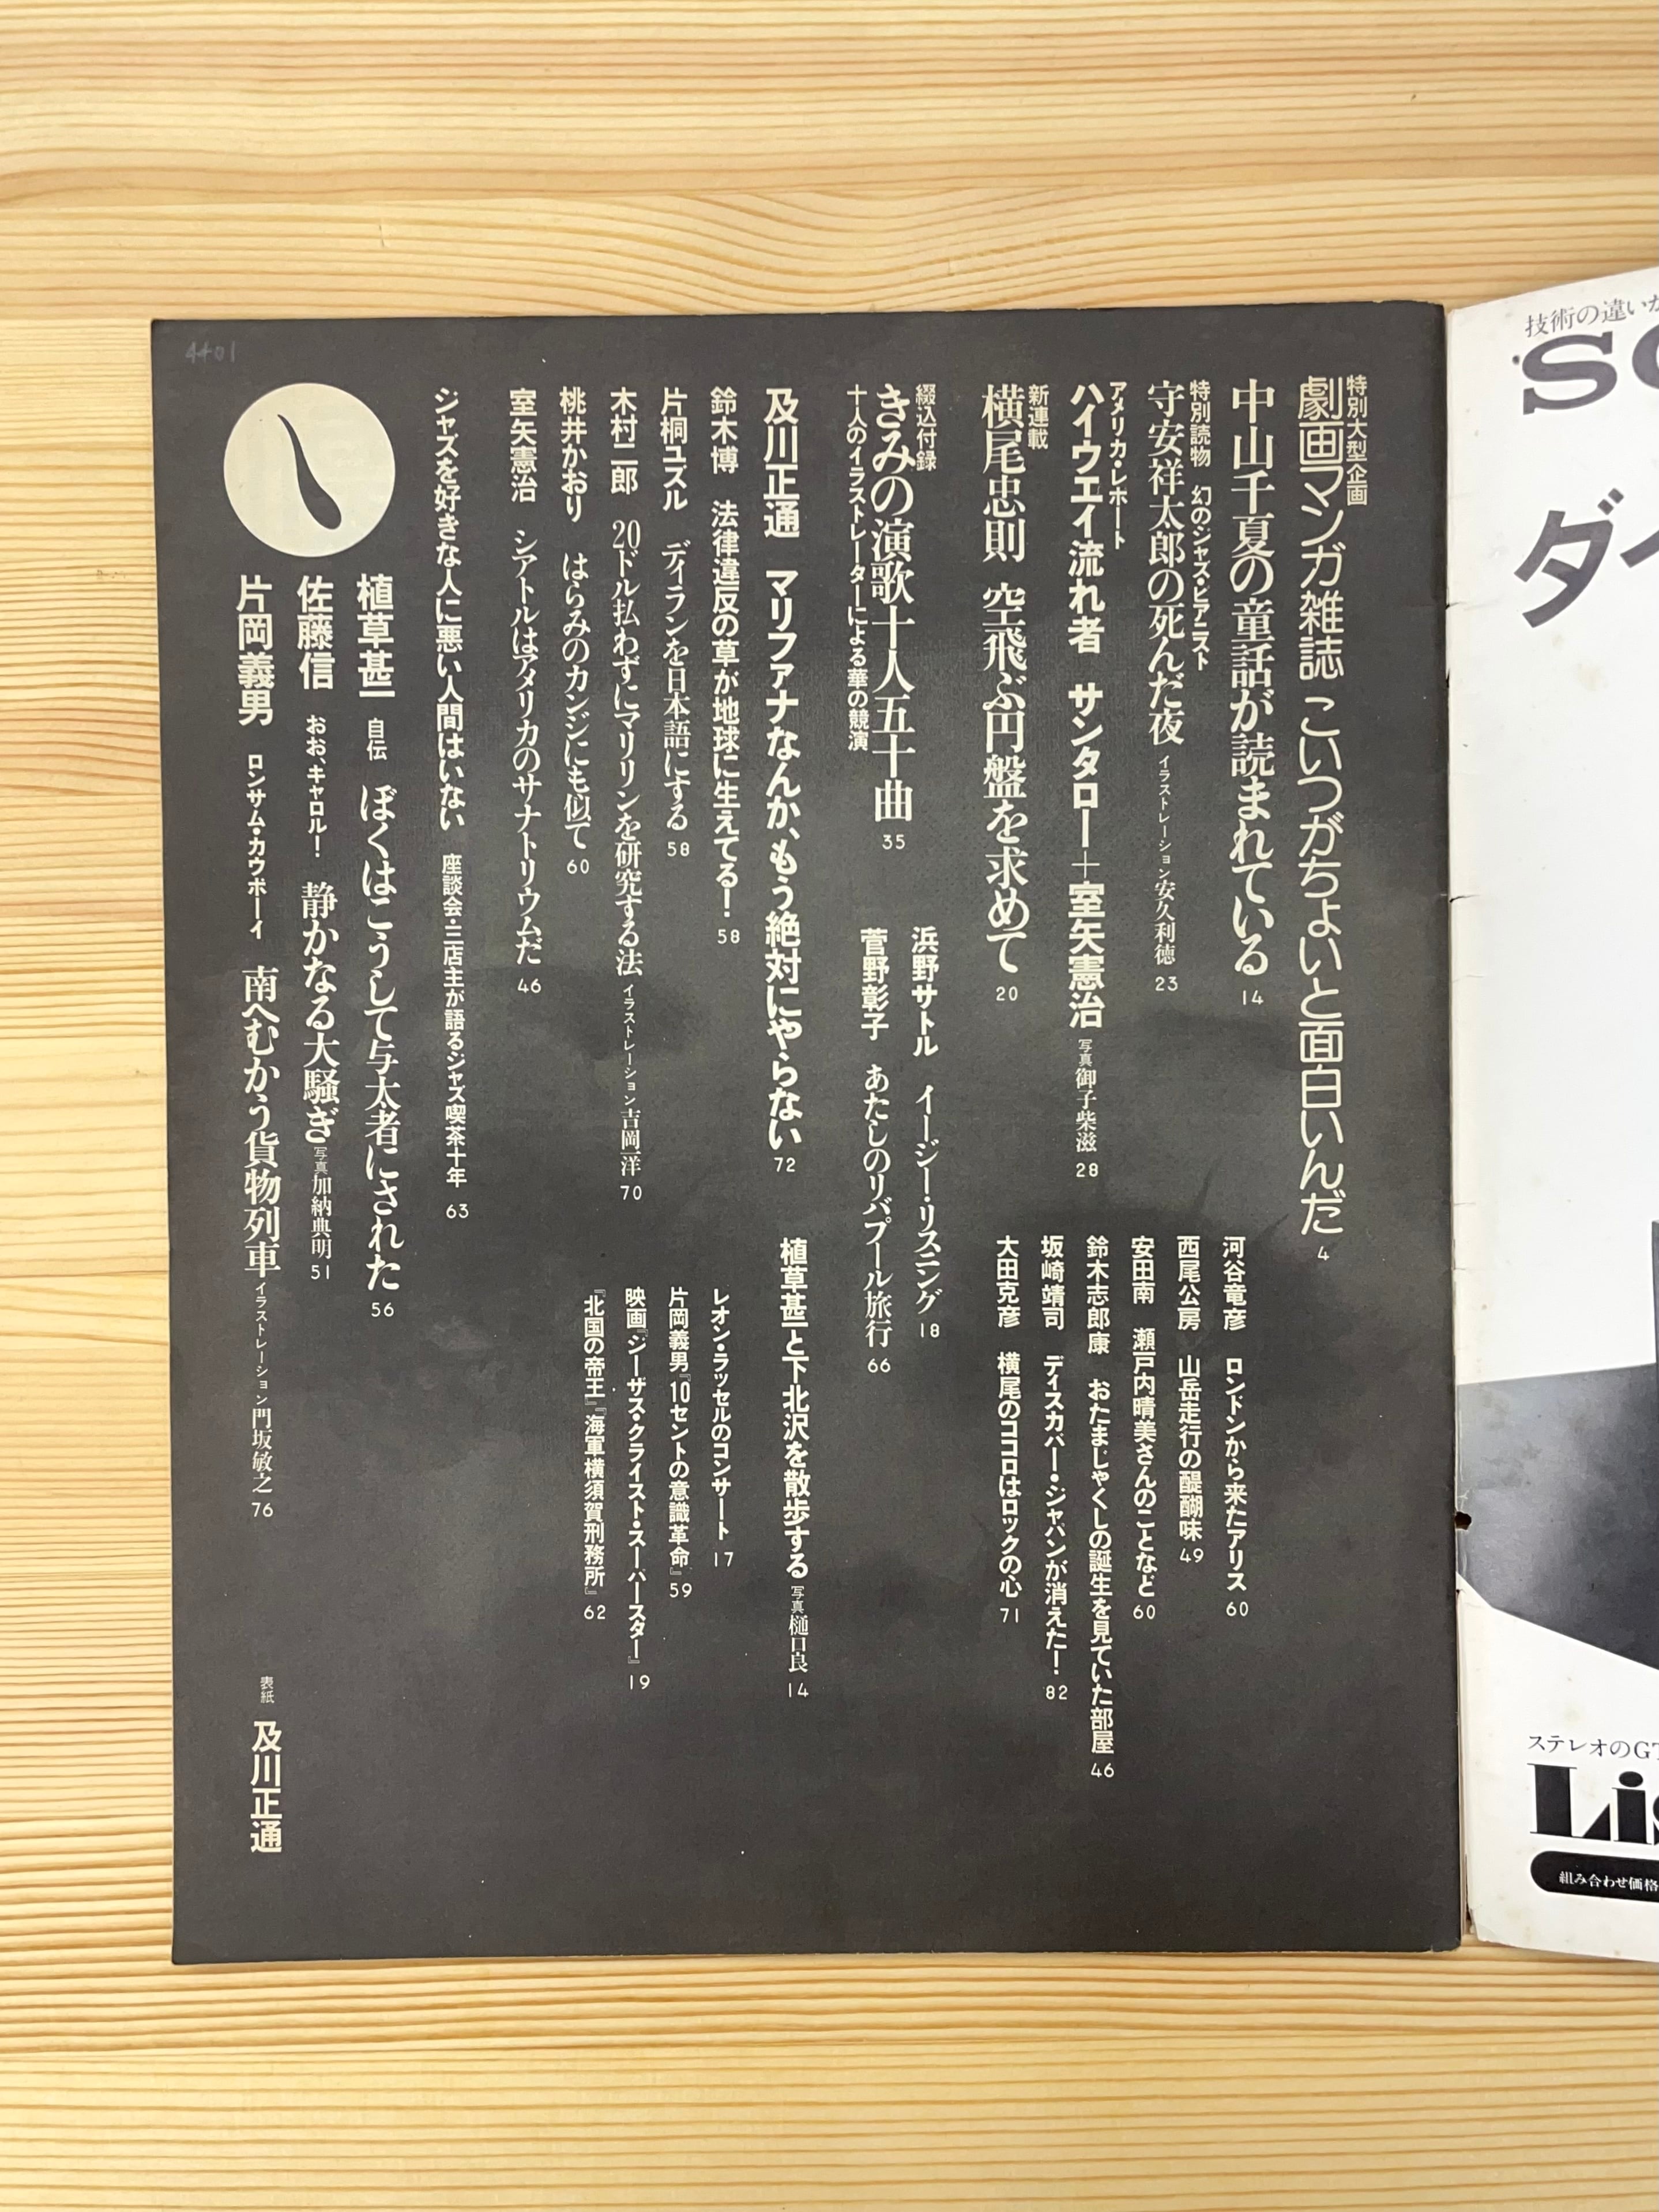 特別大型企画
劇画マンガ雑誌 こいつがちょいと面白いんだ 4
中山千夏の童話が読まれている 14
特別読物 幻のジャズ・ピアニスト
守安祥太郎の死んだ夜 イラストレーション 安久利徳 23
アメリカ・レポート
ハイウエイ流れ者 サンタロー+室矢憲治 写真 御子柴滋 28
新連載
横尾忠則 空飛ぶ円盤を求めて 20
河谷竜彦 ロンドンから来たアリス 60
西尾公房 山岳走行の醍醐味 49
安田南 瀬戸内晴美さんのことなど 60
鈴木志郎康 おたまじゃくしの誕生を見ていた部屋 46
坂崎靖司 ディスカバー・ジャパンが消えた! 82
大田克彦 横尾のココロはロックの心 71
綴込付録
きみの演歌十人五十曲 35
十人のイラストレーターによる華の競演
浜野サトル イージー・リスニング 18
菅野彰子 あたしのリバプール旅行 66
及川正通 マリファナなんか、もう絶対にやらない 72
植草甚一と下北沢を散歩する 写真 樋口良 14
鈴木博 法律違反の草が地球に生えてる! 58
片桐ユズル ディランを日本語にする 58
木村二郎 20ドル払わずにマリリンを研究する法 イラストレーション 吉岡一洋 70
桃井かおり はらみのカンジにも似て 60
室矢憲治 シアトルはアメリカのサナトリウムだ 46
レオン・ラッセルのコンサート 17
片岡義男『10セントの意識革命』 59
映画『ジーザス・クライスト・スーパースター』 19
『北国の帝王』『海軍横須賀刑務所』 62
ジャズを好きな人に悪い人間はいない 座談会・三店主が語るジャズ喫茶十年 63
植草甚一 自伝 ぼくはこうして与太者にされた 56
佐藤信 おお、キャロル! 静かなる大騒ぎ 写真 加納典明 51
片岡義男 ロンサム・カウボーイ 南へむかう貨物列車 イラストレーション 門坂敏之 76
表紙 及川正通
4401
技術の違いが
SO
ダイ
ステレオのGT
Lis
組み合わせ価格